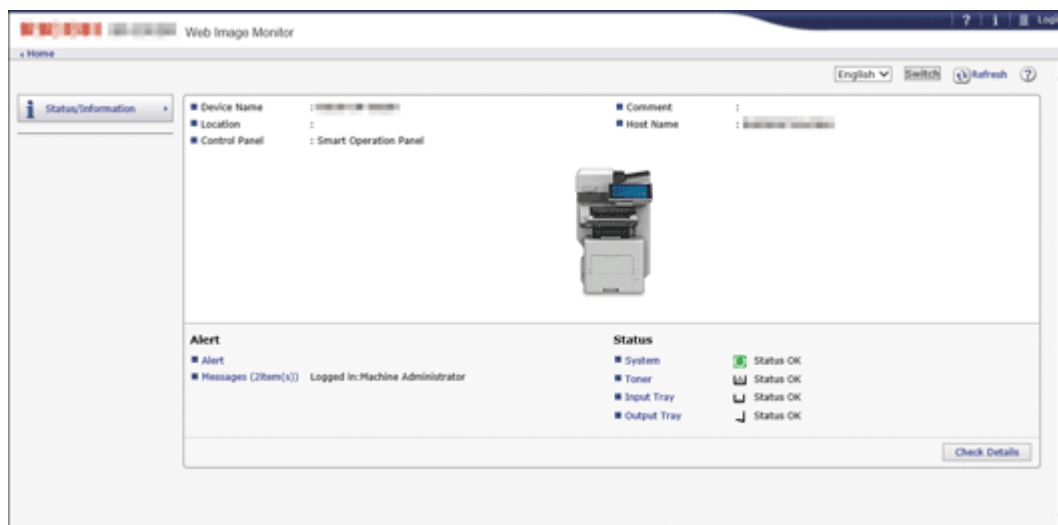 ? i Logi
Web Image Monitor
Home
English Switch Refresh ?
Status/Information
Device Name :
Comment :
Location :
Host Name :
Control Panel : Smart Operation Panel
Alert
Status
Alert
System Status OK
Messages (2item(s)) Logged in:Machine Administrator
Toner Status OK
Input Tray Status OK
Output Tray Status OK
Check Details